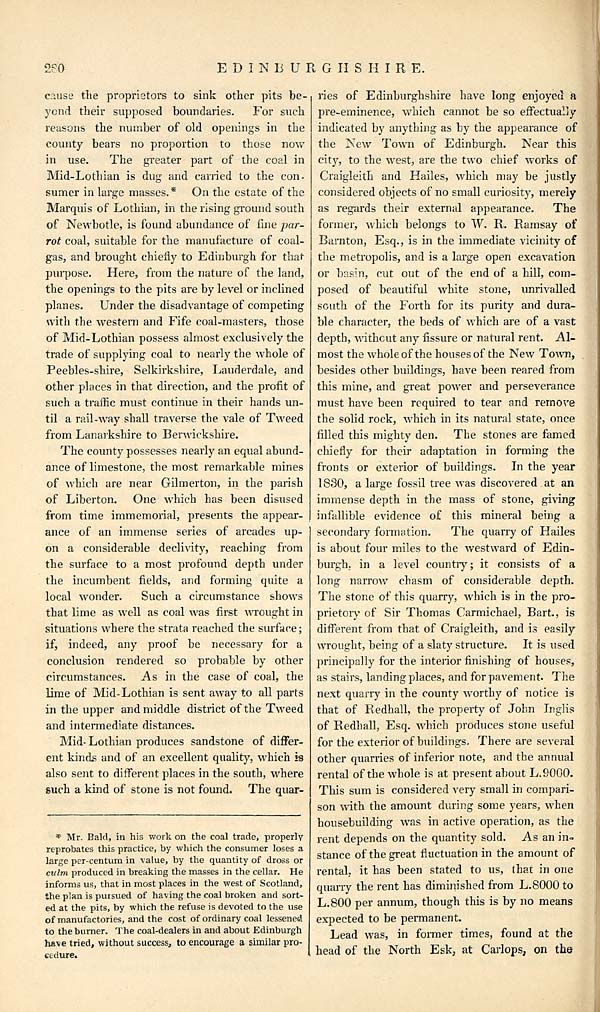 280
EDINBURGHSHIRE.
cause the proprietors to sink other pits be-
yond their supposed boundaries. For such
reasons the number of old openings in the
county bears no proportion to those now
in use. The greater part of the coal in
Mid-Lothian is dug and carried to the con-
sumer in large masses.* On the estate of the
Marquis of Lothian, in the rising ground south
of Newbotle, is found abundance of fine par-
rot coal, suitable for the manufacture of coal-
gas, and brought chiefly to Edinburgh for that
purpose. Here, from the nature of the land,
the openings to the pits are by level or inclined
planes. Under the disadvantage of competing
with the western and Fife coal-masters, those
of Mid-Lothian possess almost exclusively the
trade of supplying coal to nearly the whole of
Peebles-shire, Selkirkshire, Lauderdale, and
other places in that direction, and the profit of
such a traffic must continue in their hands un-
til a rail-way shall traverse the vale of Tweed
from Lanarkshire to Berwickshire.
The county possesses nearly an equal abund-
ance of limestone, the most remarkable mines
of which are near Gilmerton, in the parish
of Liberton. One which has been disused
from time immemorial, presents the appear-
ance of an immense series of arcades up-
on a considerable declivity, reaching from
the surface to a most profound depth under
the incumbent fields, and forming quite a
local wonder. Such a circumstance shows
that lime as well as coal was first wrought in
situations where the strata reached the surface;
if, indeed, any proof be necessary for a
conclusion rendered so probable by other
circumstances. As in the case of coal, the
lime of Mid-Lothian is sent away to all parts
in the upper and middle district of the Tweed
and intermediate distances.
Mid-Lothian produces sandstone of differ-
ent kinds and of an excellent quality, which is
also sent to different places in the south, where
such a kind of stone is not found. The quar-
* Mr. Bald, in his work on the coal trade, properly
reprobates this practice, by which the consumer loses a
large per-centum in value, by the quantity of dross or
culm produced in breaking the masses in the cellar. He
informs us, that in most places in the west of Scotland,
the plan is pursued of having the coal broken and sort-
ed at the pits, by which the refuse is devoted to the use
of manufactories, and the cost of ordinary coal lessened
to the burner. The coal-dealers in and about Edinburgh
have tried, without success, to encourage a similar pro-
cedure.
ries of Edinburghshire have long enjoyed a
pre-eminence, which cannot be so effectually
indicated by anything as by the appearance of
the New Town of Edinburgh. Near this
city, to the west, are the two chief works of
Craigleith and Hailes, which may be justly
considered objects of no small curiosity, merely
as regards their external appearance. The
former, which belongs to W. R. Ramsay of
Barnton, Esq., is in the immediate vicinity of
the metropolis, and is a large open excavation
or basin, cut out of the end of a hill, com-
posed of beautiful white stone, unrivalled
south of the Forth for its purity and dura-
ble character, the beds of which are of a vast
depth, without any fissure or natural rent. Al-
most the whole of the houses of the New Town,
besides other buildings, have been reared from
this mine, and great power and perseverance
must have been required to tear and remove
the solid rock, which in its natural state, once
filled this mighty den. The stones are famed
chiefly for their adaptation in forming the
fronts or exterior of buildings. In the year
1830, a large fossil tree was discovered at an
immense depth in the mass of stone, giving
infallible evidence of this mineral being a
secondary formation. The quarry of Hailes
is about four miles to the westward of Edin-
burgh, in a level country; it consists of a
long narrow chasm of considerable depth.
The stone of this quarry, which is in the pro-
prietory of Sir Thomas Carmichael, Bart., is
different from that of Craigleith, and is easily
wrought, being of a slaty structure. It is used
principally for the interior finishing of houses,
as stairs, landing places, and for pavement. The
next quarry in the county worthy of notice is
that of Redhall, the property of John Inglis
of Redhall, Esq. which produces stone useful
for the exterior of buildings. There are several
other quarries of inferior note, and the annual
rental of the whole is at present about L.9000.
This sum is considered very small in compari-
son with the amount during some years, when
housebuilding was in active operation, as the
rent depends on the quantity sold. As an in-
stance of the great fluctuation in the amount of
rental, it has been stated to us, that in one
quarry the rent has diminished from L.8000 to
L.800 per annum, though this is by no means
expected to be permanent.
Lead was, in former times, found at the
head of the North Esk, at Carlops, on the